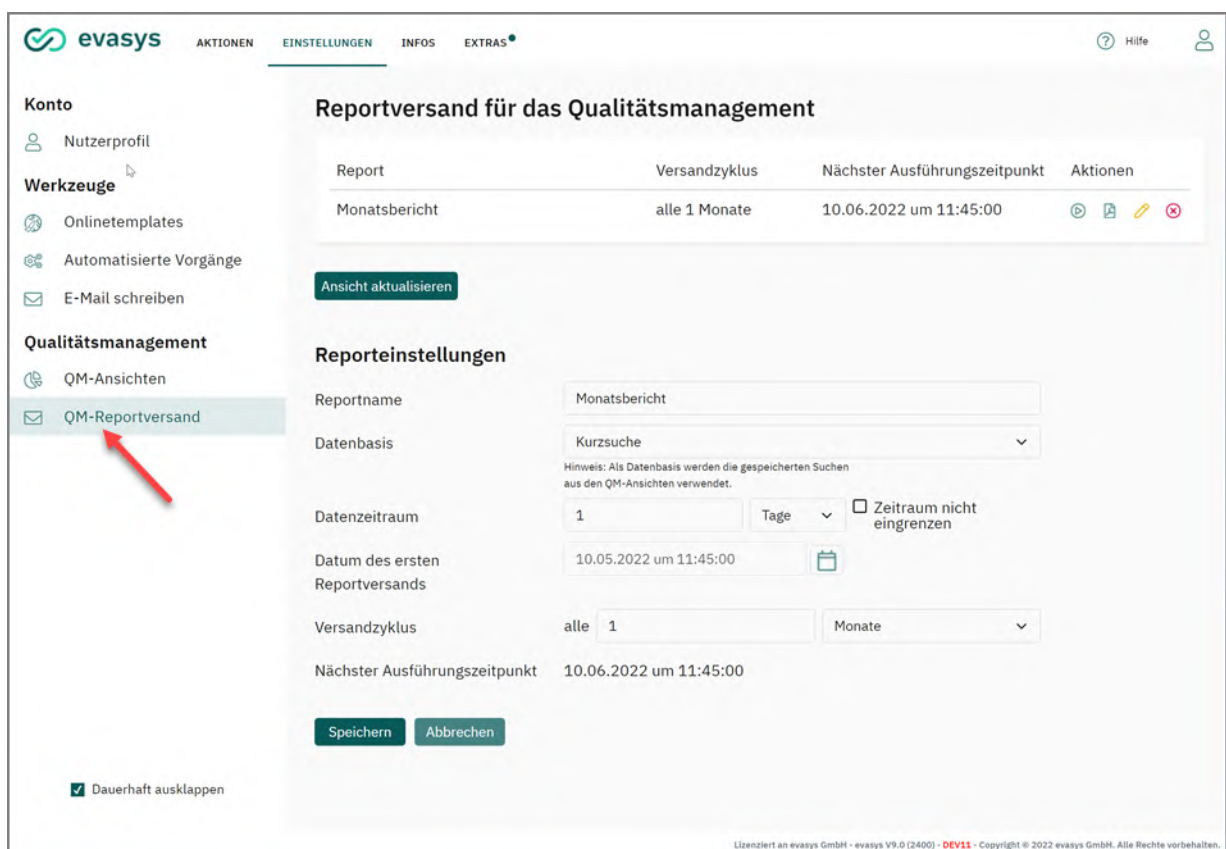 evasys
AKTIONEN
EINSTELLUNGEN
INFOS
EXTRAS
? Hilfe
Konto
Nutzerprofil
Werkzeuge
Onlinetemplates
Automatisierte Vorgänge
E-Mail schreiben
Qualitätsmanagement
QM-Ansichten
QM-Reportversand
Dauerhaft ausklappen
Reportversand für das Qualitätsmanagement
Report Versandzyklus Nächster Ausführungszeitpunkt Aktionen
Monatsbericht alle 1 Monate 10.06.2022 um 11:45:00
Ansicht aktualisieren
Reporteinstellungen
Reportname Monatsbericht
Datenbasis Kurzsuche
Hinweis: Als Datenbasis werden die gespeicherten Suchen
aus den QM-Ansichten verwendet.
Datenzeitraum 1 Tage Zeitraum nicht
eingrenzen
Datum des ersten 10.05.2022 um 11:45:00
Reportversands
Versandzyklus alle 1 Monate
Nächster Ausführungszeitpunkt 10.06.2022 um 11:45:00
Speichern Abbrechen
Lizenziert an evasys GmbH - evasys V9.0 (2400) - DEV11 - Copyright © 2022 evasys GmbH. Alle Rechte vorbehalten.